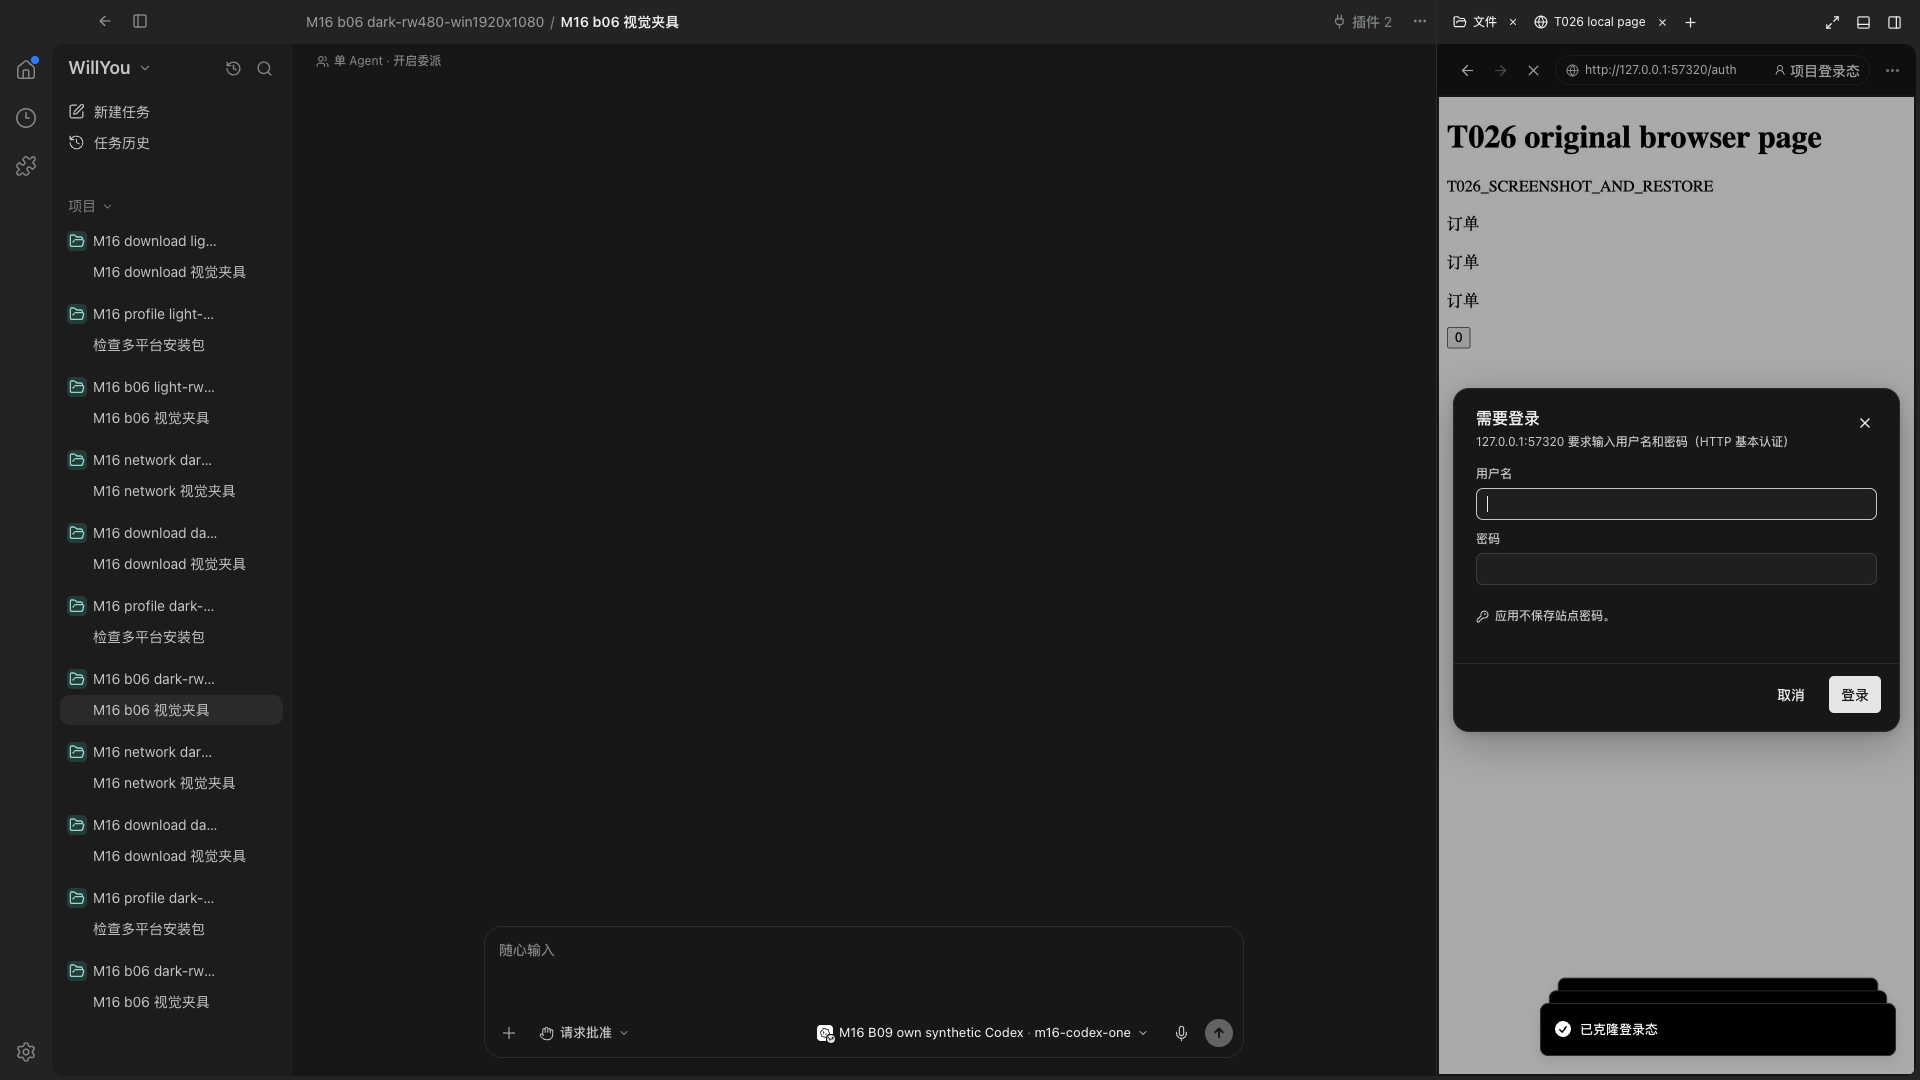 M16 b06 dark-rw480-win1920x1080 / M16 b06 视觉夹具
插件 2
文件
T026 local page
WillYou
新建任务
任务历史
项目
M16 download lig...
M16 download 视觉夹具
M16 profile light-...
检查多平台安装包
M16 b06 light-rw...
M16 b06 视觉夹具
M16 network dar...
M16 network 视觉夹具
M16 download da...
M16 download 视觉夹具
M16 profile dark-...
检查多平台安装包
M16 b06 dark-rw...
M16 b06 视觉夹具
M16 network dar...
M16 network 视觉夹具
M16 download da...
M16 download 视觉夹具
M16 profile dark-...
检查多平台安装包
M16 b06 dark-rw...
M16 b06 视觉夹具
单 Agent · 开启委派
随心输入
请求批准
M16 B09 own synthetic Codex · m16-codex-one
http://127.0.0.1:57320/auth
项目登录态
T026 original browser page
T026_SCREENSHOT_AND_RESTORE
订单
订单
订单
0
需要登录
127.0.0.1:57320 要求输入用户名和密码（HTTP 基本认证）
用户名
密码
应用不保存站点密码。
取消
登录
已克隆登录态